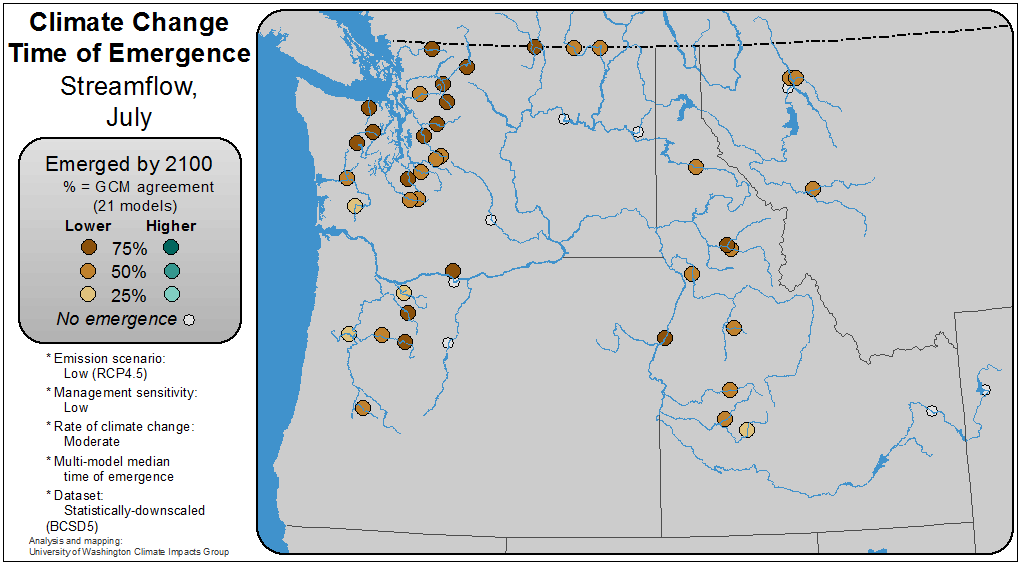 Climate Change
Time of Emergence
Streamflow,
July
Emerged by 2100
% = GCM agreement
(21 models)
Lower Higher
75%
50%
25%
No emergence
* Emission scenario:
Low (RCP4.5)
* Management sensitivity:
Low
* Rate of climate change:
Moderate
* Multi-model median
time of emergence
* Dataset:
Statistically-downscaled
(BCSD5)
Analysis and mapping:
University of Washington Climate Impacts Group